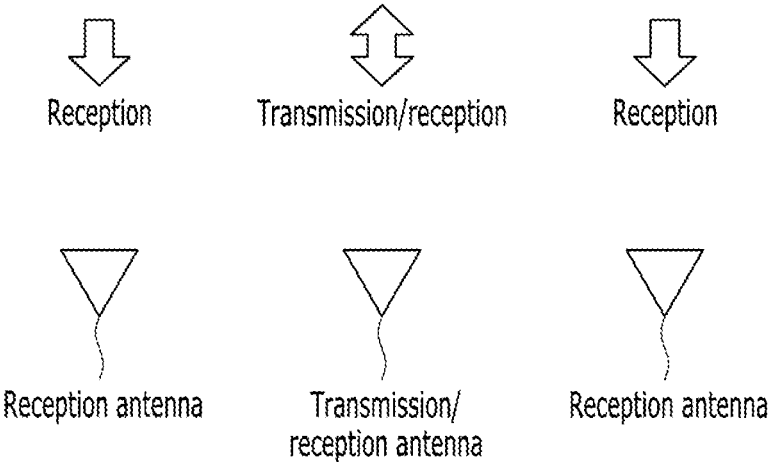 Reception
Transmission/reception
Reception
Reception antenna
Transmission/
reception antenna
Reception antenna